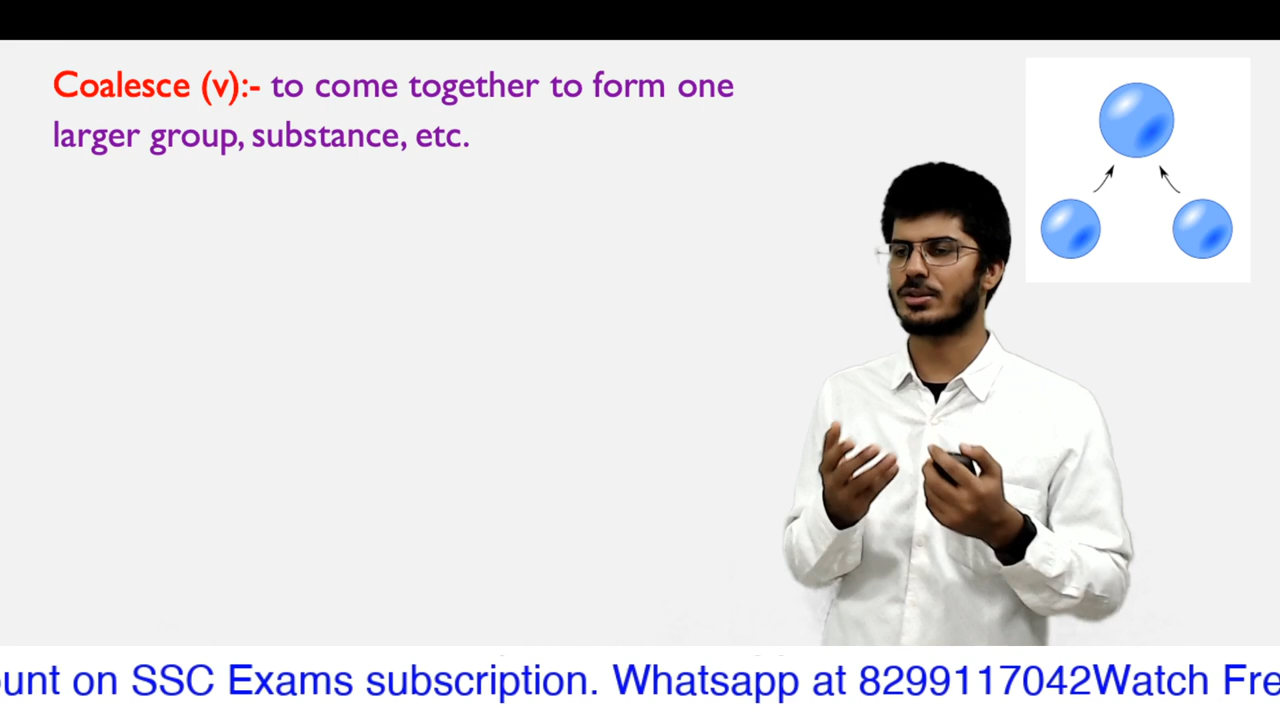 Coalesce (v):- to come together to form one
larger group, substance, etc.
ount on SSC Exams subscription. Whatsapp at 8299117042Watch Fre